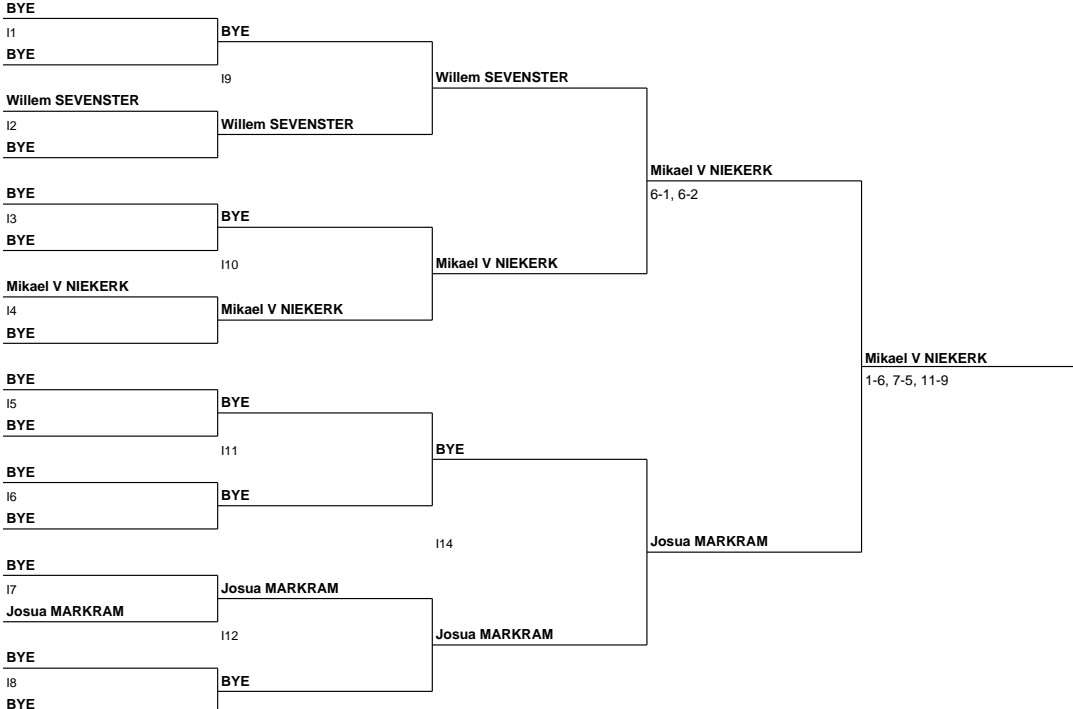 BYE
I1
BYE
BYE
I9
Willem SEVENSTER
Willem SEVENSTER
I2
Willem SEVENSTER
BYE
Mikael V NIEKERK
6-1, 6-2
BYE
I3
BYE
BYE
I10
Mikael V NIEKERK
Mikael V NIEKERK
I4
Mikael V NIEKERK
BYE
Mikael V NIEKERK
1-6, 7-5, 11-9
BYE
I5
BYE
BYE
I11
BYE
BYE
I6
BYE
BYE
I14
Josua MARKRAM
BYE
I7
Josua MARKRAM
Josua MARKRAM
I12
Josua MARKRAM
BYE
I8
BYE
BYE